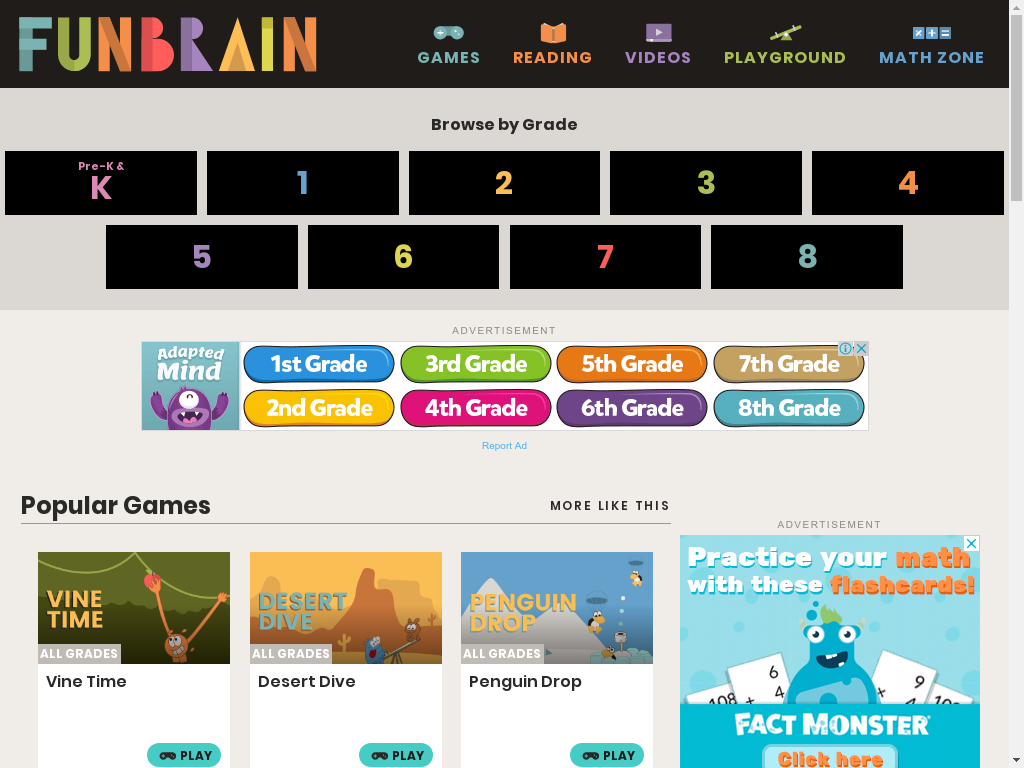 FUNBRAIN
GAMES
READING
VIDEOS
PLAYGROUND
MATH ZONE
Browse by Grade
Pre-K &
K
1
2
3
4
5
6
7
8
ADVERTISEMENT
Adapted
Mind
1st Grade
3rd Grade
5th Grade
7th Grade
2nd Grade
4th Grade
6th Grade
8th Grade
Report Ad
Popular Games
MORE LIKE THIS
VINE
TIME
ALL GRADES
Vine Time
PLAY
DESERT
DIVE
ALL GRADES
Desert Dive
PLAY
PENGUIN
DROP
ALL GRADES
Penguin Drop
PLAY
ADVERTISEMENT
Practice your math
with these flashcards!
6
+ 4
9
+
FACT MONSTER
Click here